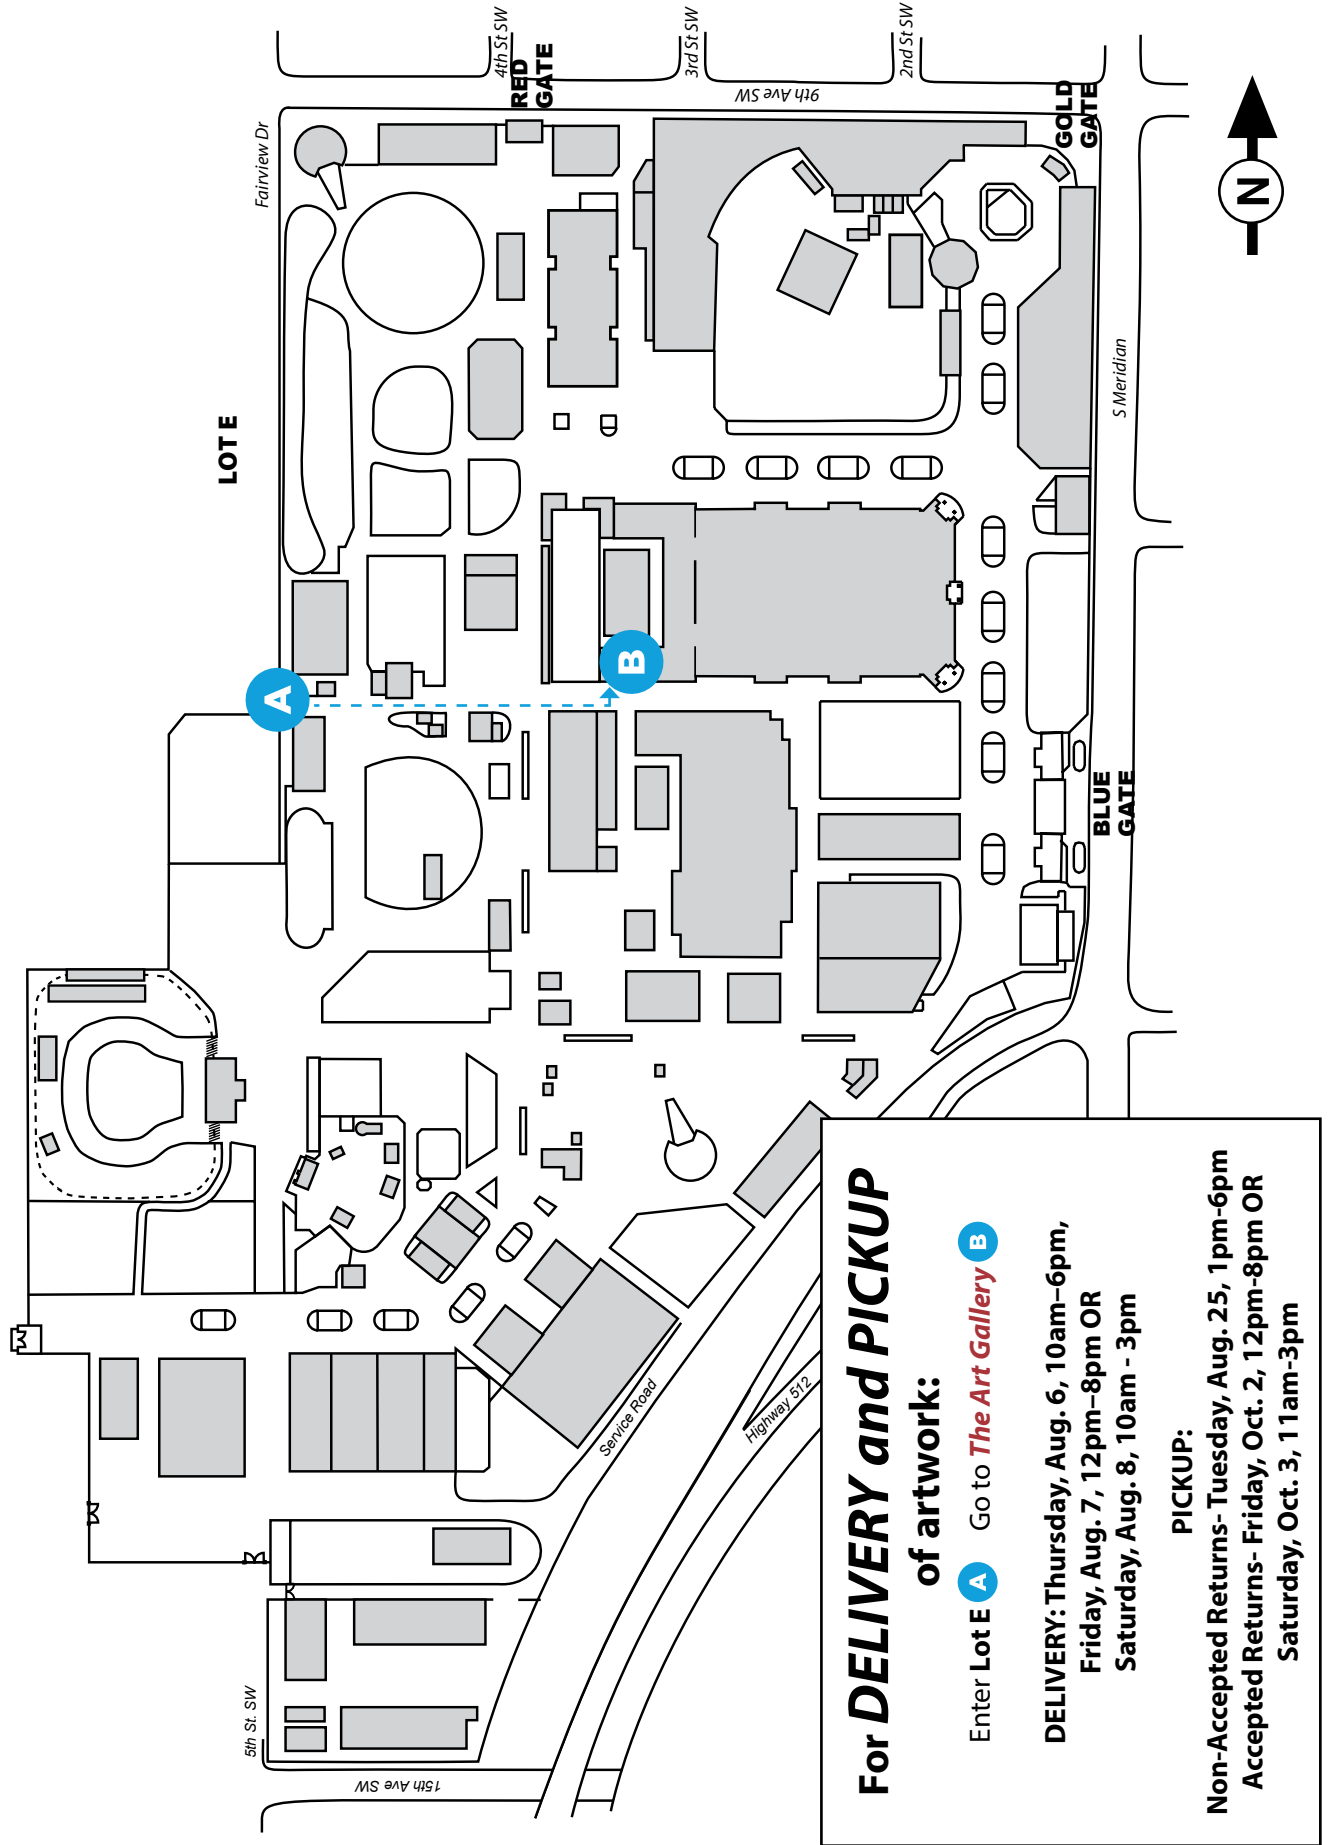 4th St SW
3rd St SW
2nd St SW
9th Ave SW
RED
GATE
GOLD
GATE
Fairview Dr
LOT E
S Meridian
N
A
B
BLUE
GATE
Service Road
Highway 512
5th St. SW
15th Ave SW
For DELIVERY and PICKUP
of artwork:
Enter Lot E A Go to The Art Gallery B
DELIVERY: Thursday, Aug. 6, 10am–6pm,
Friday, Aug. 7, 12pm–8pm OR
Saturday, Aug. 8, 10am - 3pm
PICKUP:
Non-Accepted Returns- Tuesday, Aug. 25, 1pm-6pm
Accepted Returns- Friday, Oct. 2, 12pm-8pm OR
Saturday, Oct. 3, 11am-3pm